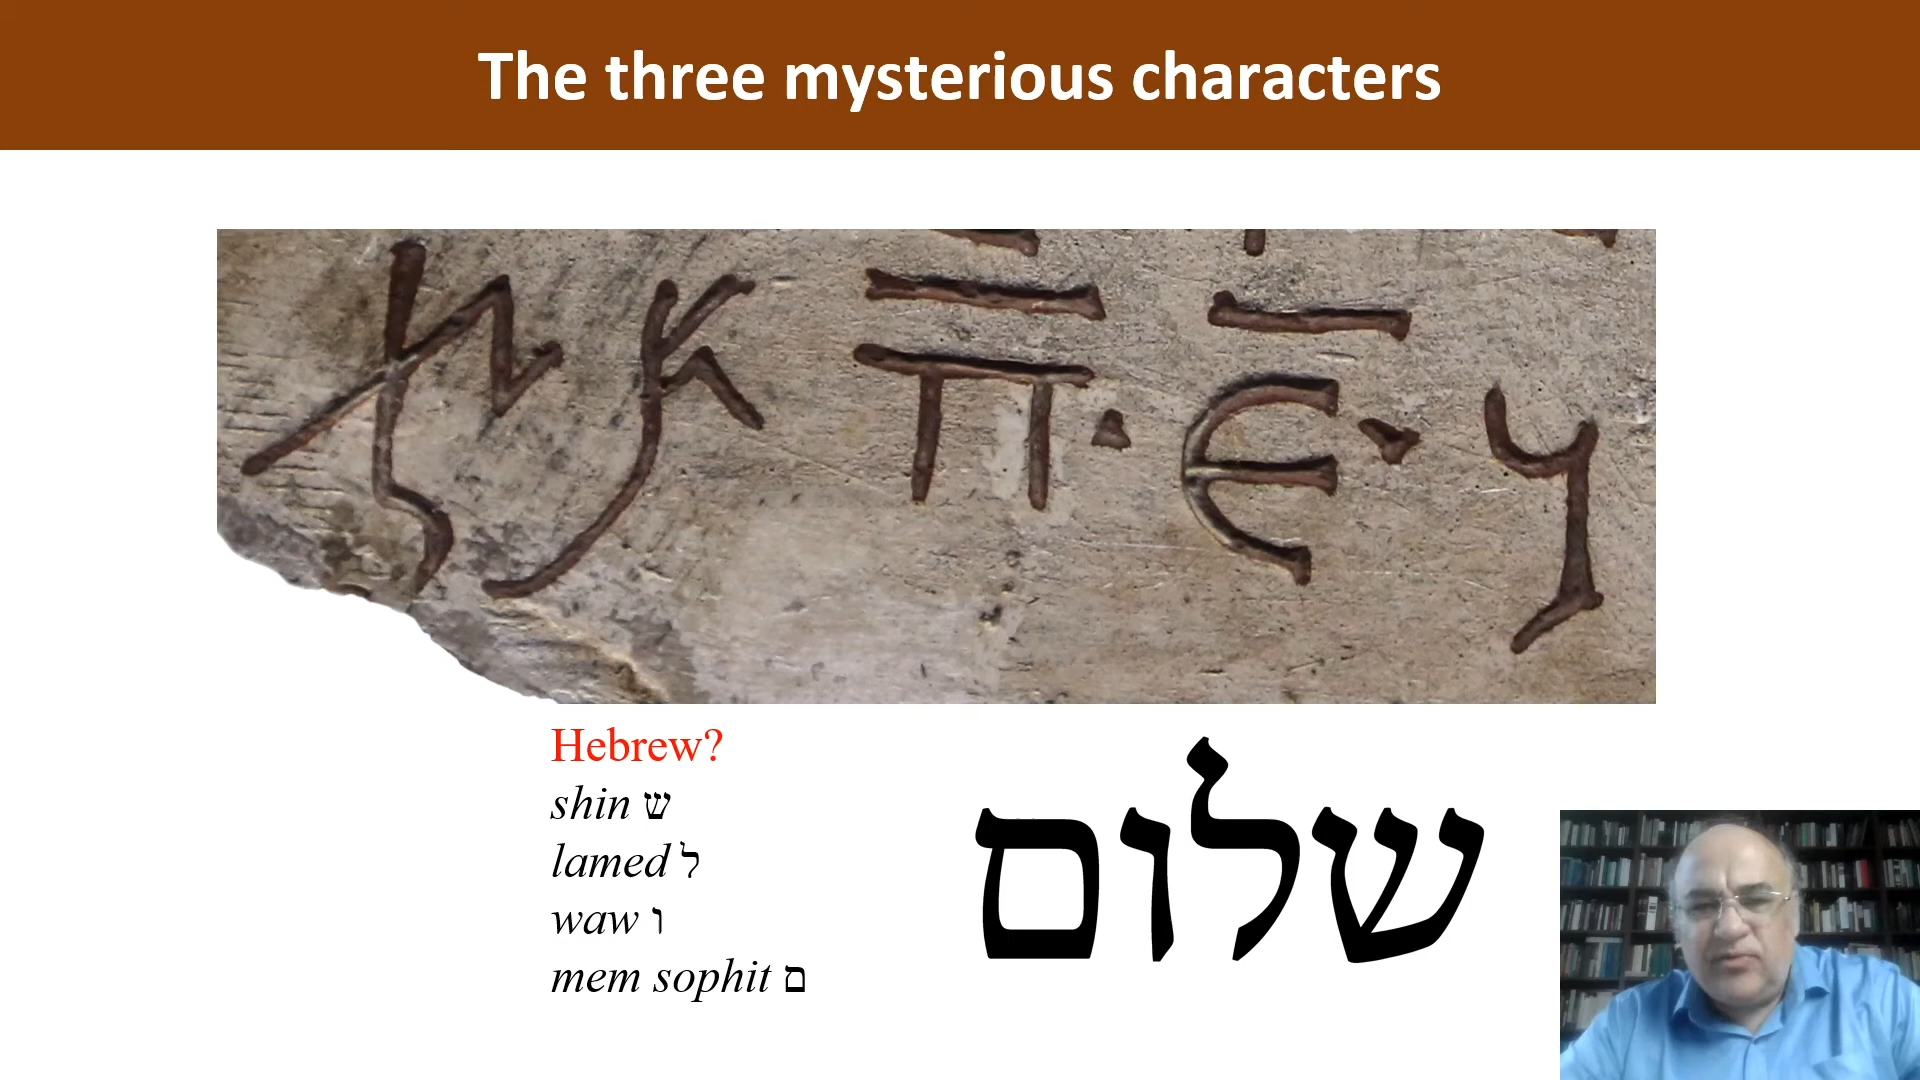 The three mysterious characters
Π · Є · Ч
Hebrew?
shin ש
lamed ל
waw ו
mem sophit ם
שלום